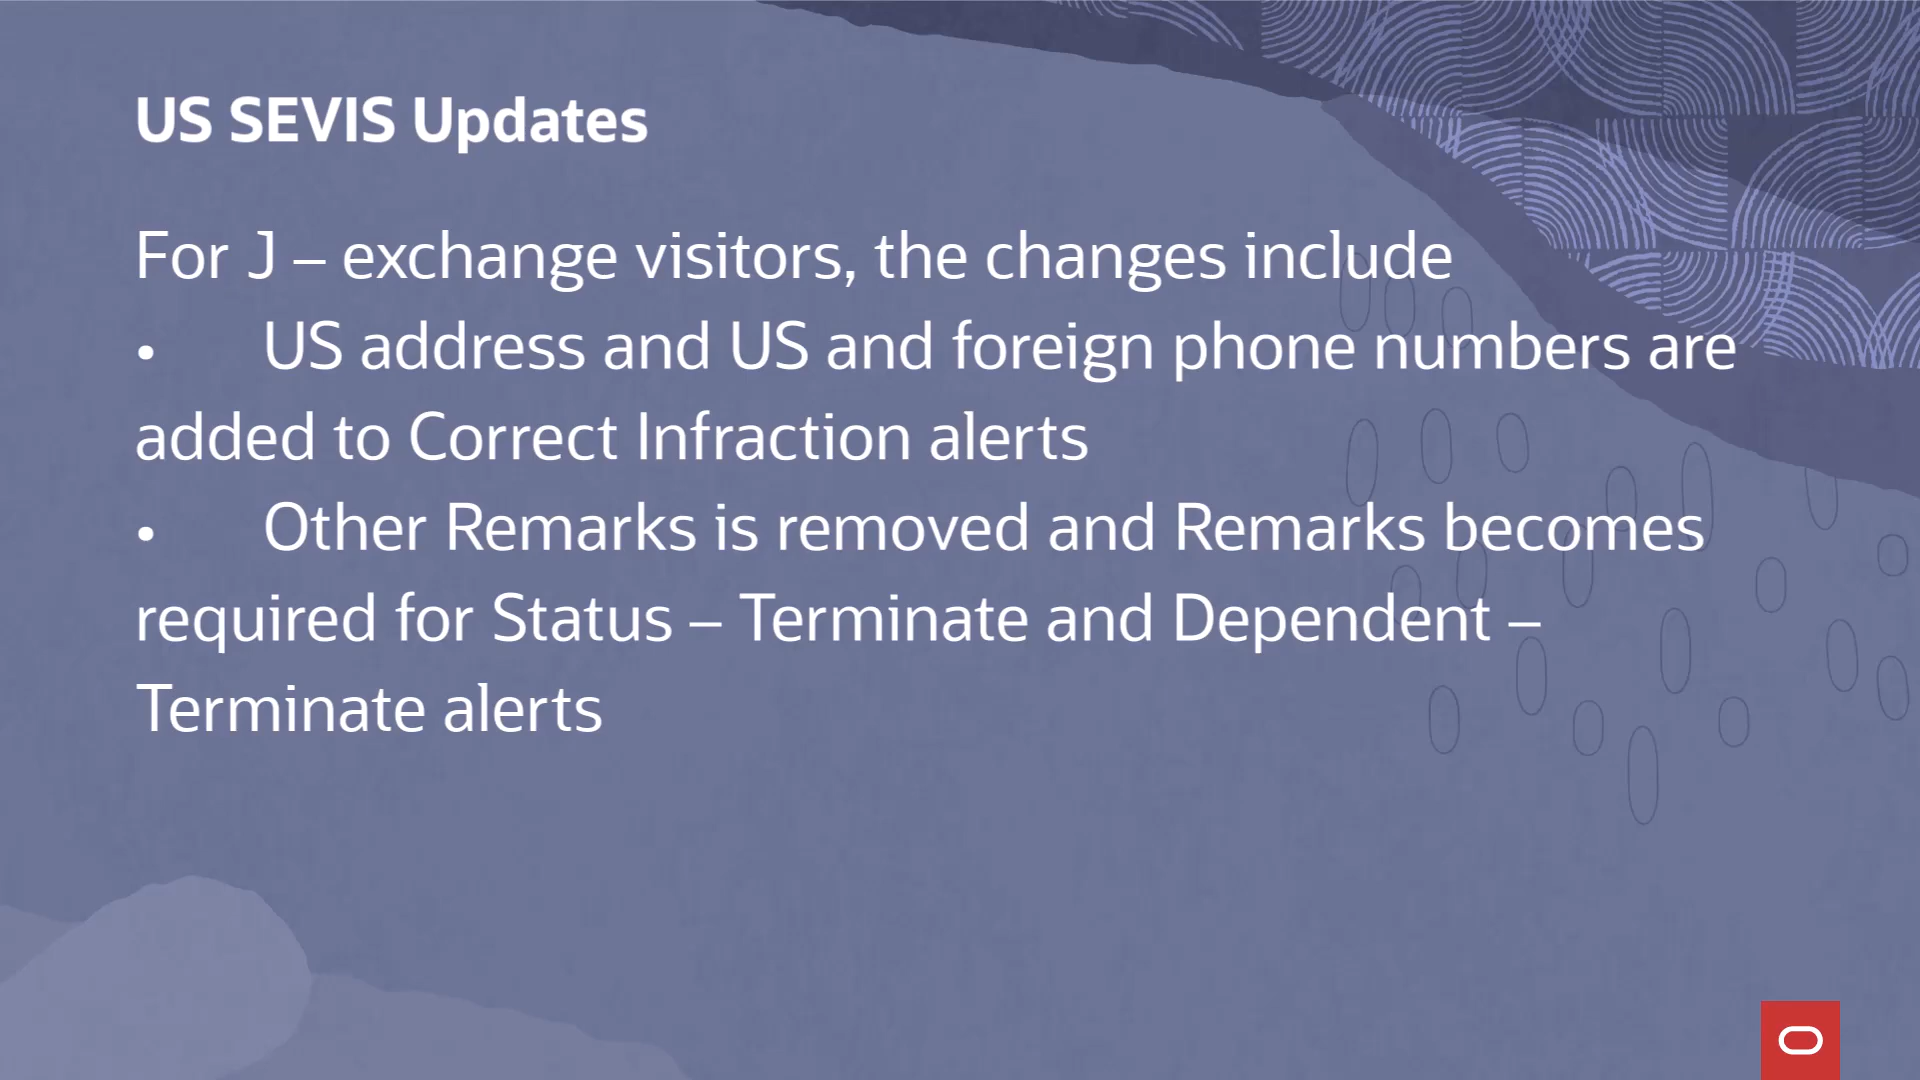 US SEVIS Updates
For J – exchange visitors, the changes include
• US address and US and foreign phone numbers are
added to Correct Infraction alerts
• Other Remarks is removed and Remarks becomes
required for Status – Terminate and Dependent –
Terminate alerts